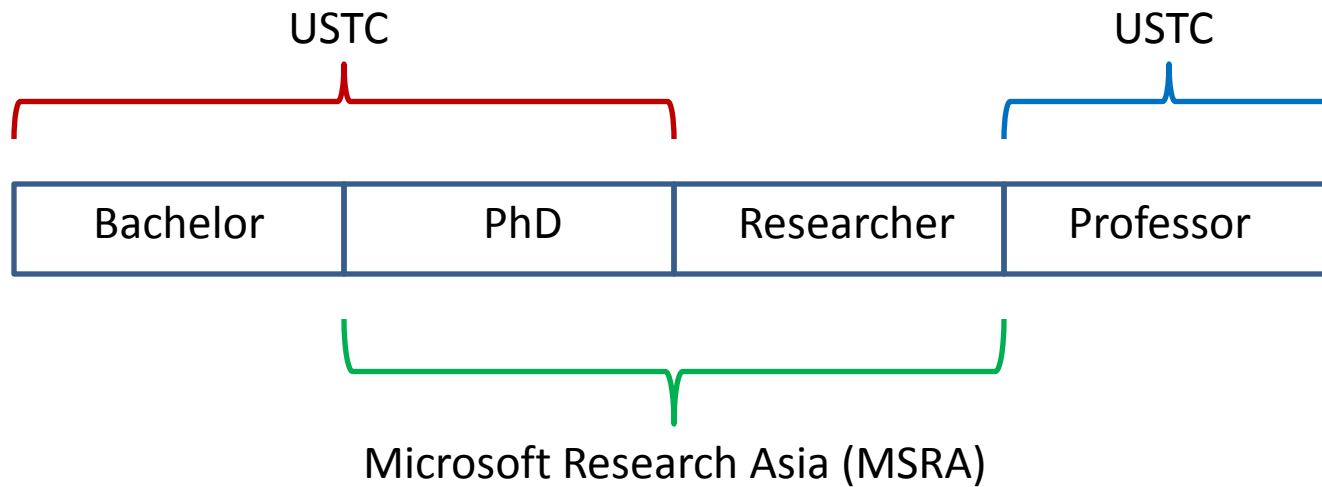 USTC USTC
Bachelor PhD Researcher Professor
Microsoft Research Asia (MSRA)